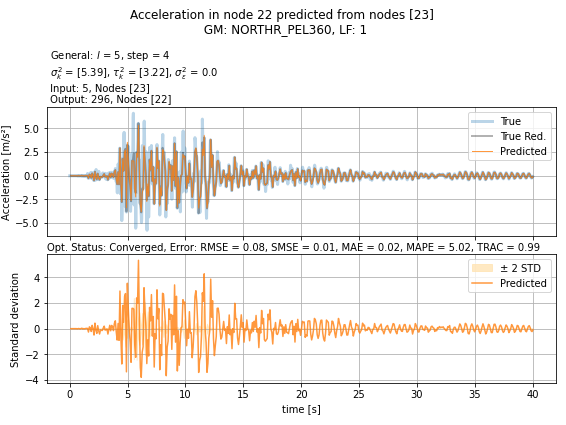 Acceleration in node 22 predicted from nodes [23]
GM: NORTHR_PEL360, LF: 1
General: l = 5, step = 4
σ²ₖ = [5.39], τ²ₖ = [3.22], σ²ε = 0.0
Input: 5, Nodes [23]
Output: 296, Nodes [22]
Acceleration [m/s²]
5.0
2.5
0.0
−2.5
−5.0
True
True Red.
Predicted
Opt. Status: Converged, Error: RMSE = 0.08, SMSE = 0.01, MAE = 0.02, MAPE = 5.02, TRAC = 0.99
Standard deviation
4
2
0
−2
−4
± 2 STD
Predicted
0 5 10 15 20 25 30 35 40
time [s]